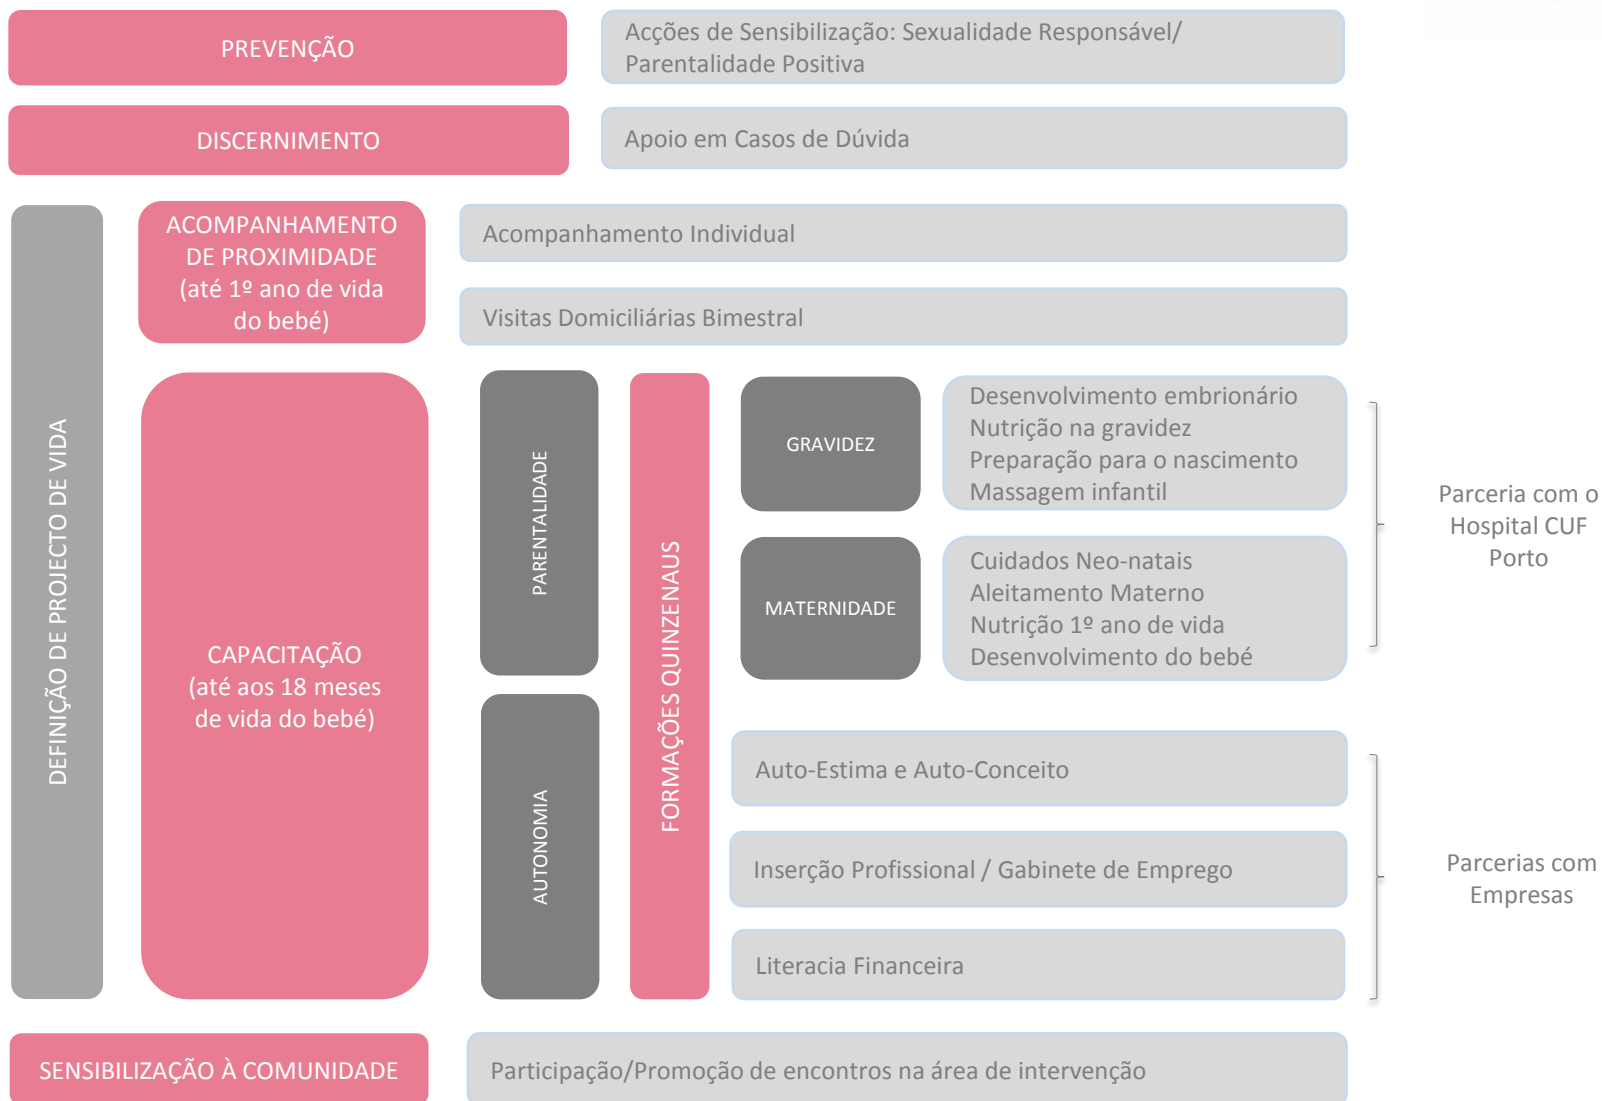 PREVENÇÃO
Acções de Sensibilização: Sexualidade Responsável/
Parentalidade Positiva
DISCERNIMENTO
Apoio em Casos de Dúvida
DEFINIÇÃO DE PROJECTO DE VIDA
ACOMPANHAMENTO
DE PROXIMIDADE
(até 1º ano de vida
do bebé)
Acompanhamento Individual
Visitas Domiciliárias Bimestral
CAPACITAÇÃO
(até aos 18 meses
de vida do bebé)
PARENTALIDADE
FORMAÇÕES QUINZENAUS
GRAVIDEZ
Desenvolvimento embrionário
Nutrição na gravidez
Preparação para o nascimento
Massagem infantil
MATERNIDADE
Cuidados Neo-natais
Aleitamento Materno
Nutrição 1º ano de vida
Desenvolvimento do bebé
Parceria com o
Hospital CUF
Porto
AUTONOMIA
Auto-Estima e Auto-Conceito
Inserção Profissional / Gabinete de Emprego
Literacia Financeira
Parcerias com
Empresas
SENSIBILIZAÇÃO À COMUNIDADE
Participação/Promoção de encontros na área de intervenção